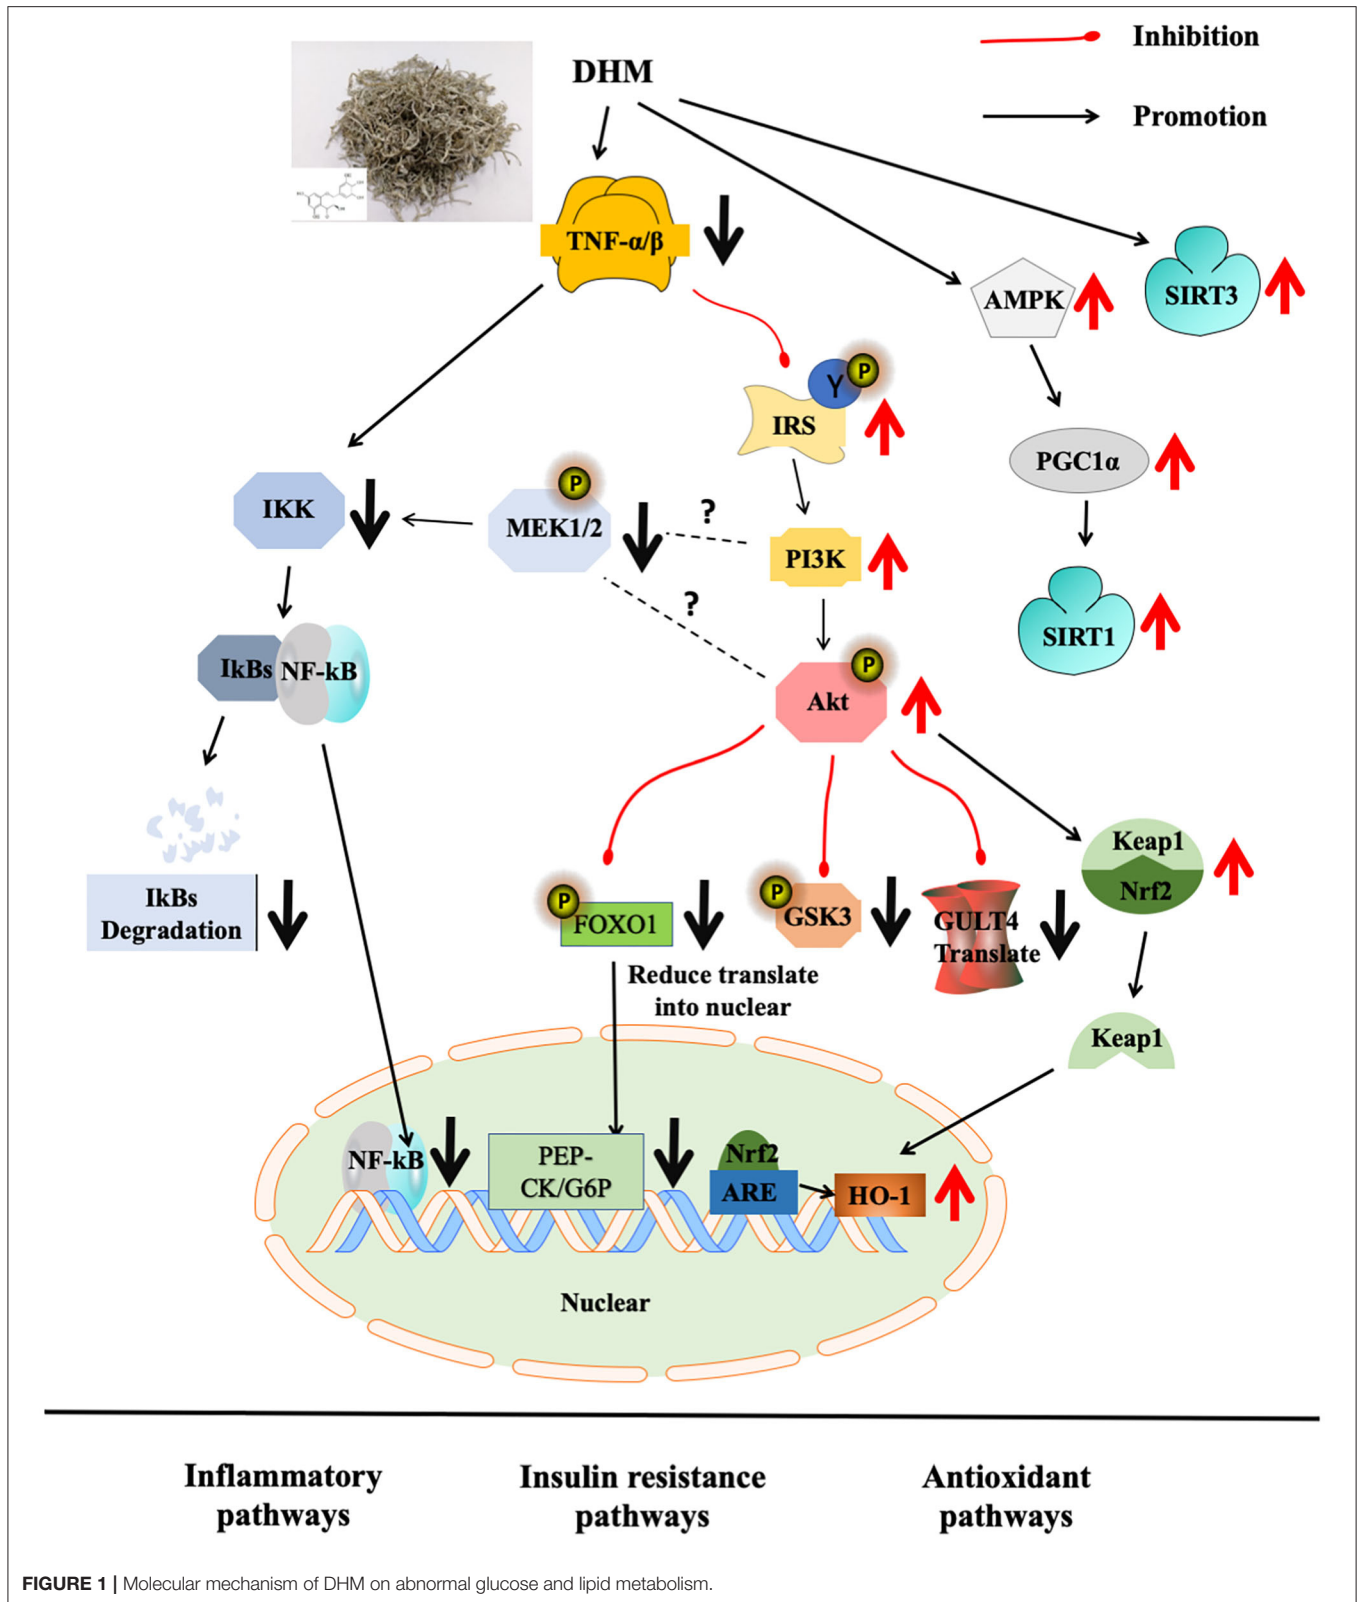 Inhibition
DHM
Promotion
TNF-α/β
AMPK
SIRT3
Y
P
IRS
PGC1α
P
IKK
MEK1/2
?
PI3K
?
SIRT1
IkBs
NF-kB
P
Akt
Keap1
Nrf2
IkBs
Degradation
P
FOXO1
P
GSK3
GULT4
Translate
Reduce translate
into nuclear
Keap1
NF-kB
PEP-
CK/G6P
Nrf2
ARE
HO-1
Nuclear
Inflammatory
pathways
Insulin resistance
pathways
Antioxidant
pathways
FIGURE 1 | Molecular mechanism of DHM on abnormal glucose and lipid metabolism.